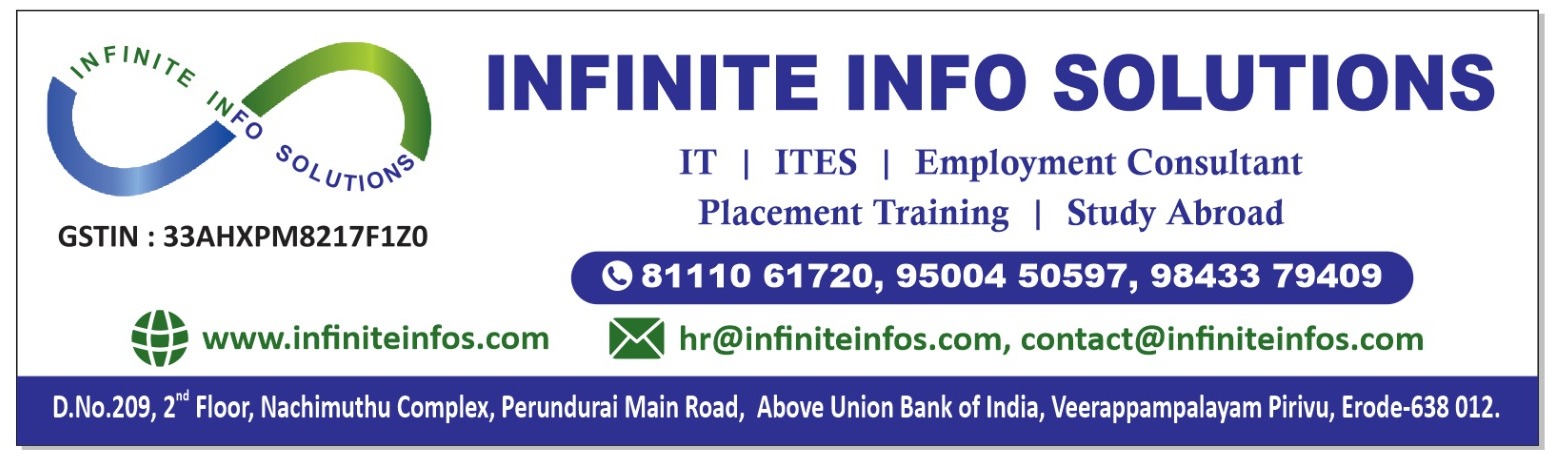 INFINITE INFO SOLUTIONS
GSTIN : 33AHXPM8217F1Z0
INFINITE INFO SOLUTIONS
IT | ITES | Employment Consultant
Placement Training | Study Abroad
81110 61720, 95004 50597, 98433 79409
www.infiniteinfos.com
hr@infiniteinfos.com, contact@infiniteinfos.com
D.No.209, 2nd Floor, Nachimuthu Complex, Perundurai Main Road, Above Union Bank of India, Veerappampalayam Pirivu, Erode-638 012.